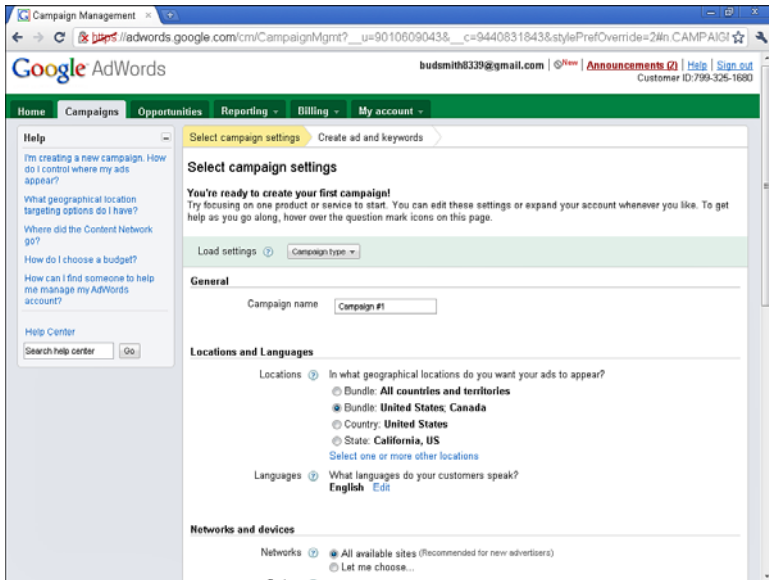 Campaign Management
https://adwords.google.com/cm/CampaignMgmt?__u=9010609043&__c=9440831843&stylePrefOverride=2#n.CAMPAIG
Google AdWords
budsmith8339@gmail.com | New | Announcements (2) | Help | Sign out
Customer ID:799-325-1680
Home Campaigns Opportunities Reporting Billing My account
Help
I'm creating a new campaign. How
do I control where my ads
appear?
What geographical location
targeting options do I have?
Where did the Content Network
go?
How do I choose a budget?
How can I find someone to help
me manage my AdWords
account?
Help Center
Search help center Go
Select campaign settings Create ad and keywords
Select campaign settings
You're ready to create your first campaign!
Try focusing on one product or service to start. You can edit these settings or expand your account whenever you like. To get
help as you go along, hover over the question mark icons on this page.
Load settings ? Campaign type
General
Campaign name Campaign #1
Locations and Languages
Locations ? In what geographical locations do you want your ads to appear?
Bundle: All countries and territories
Bundle: United States; Canada
Country: United States
State: California, US
Select one or more other locations
Languages ? What languages do your customers speak?
English Edit
Networks and devices
Networks ? All available sites (Recommended for new advertisers)
Let me choose...